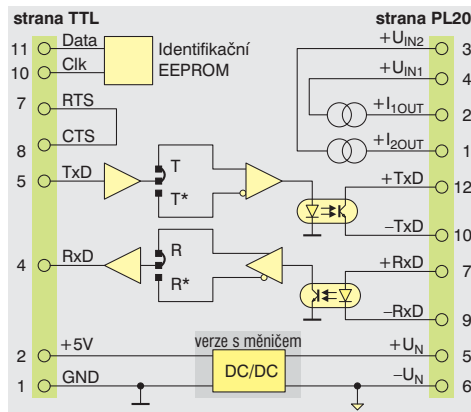 strana TTL
strana PL20
11 Data
Identifikační
EEPROM
+U_IN2 3
10 Clk
+U_IN1 4
7 RTS
+I_1OUT 2
8 CTS
+I_2OUT 1
5 TxD
T
T*
+TxD 12
−TxD 10
4 RxD
R
R*
+RxD 7
−RxD 9
verze s měničem
2 +5V
DC/DC
+U_N 5
1 GND
−U_N 6